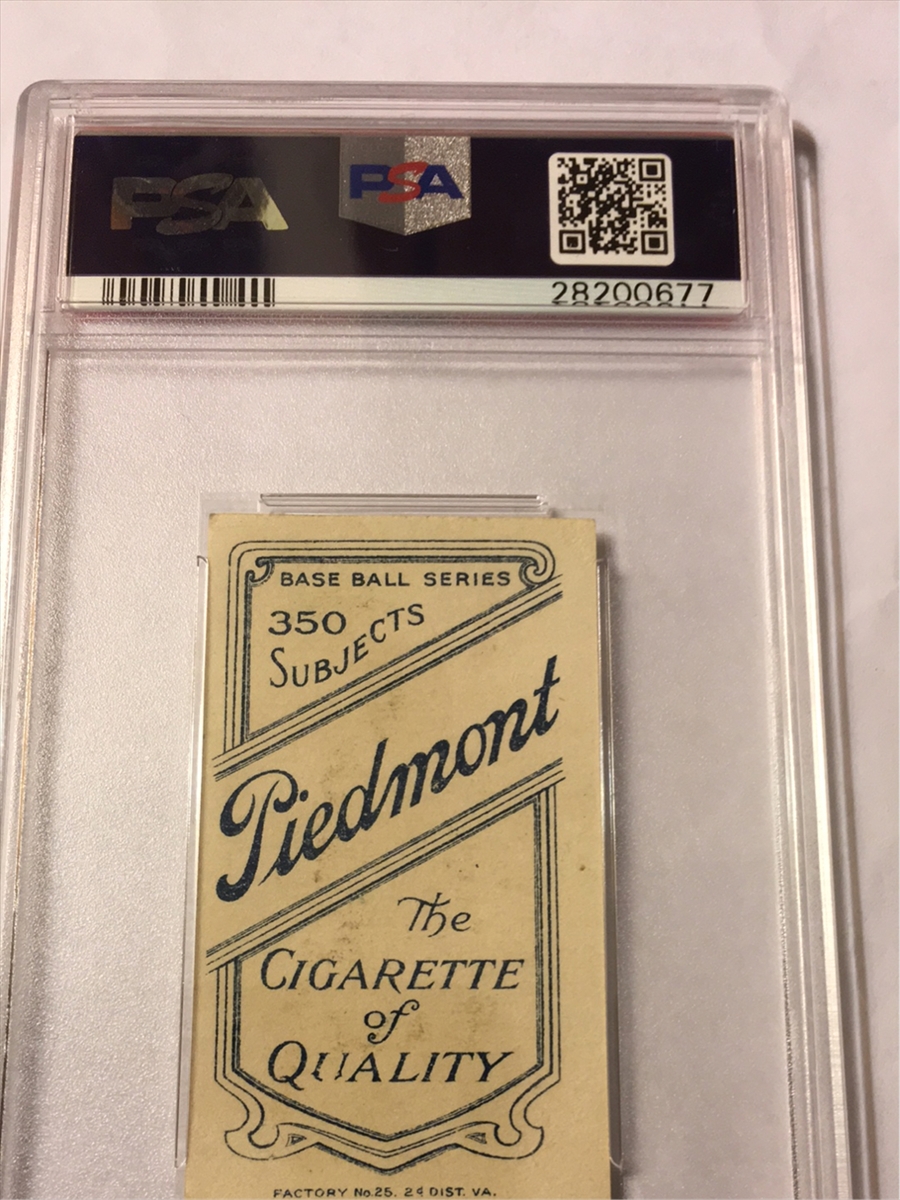 PSA
PSA
28200677
BASE BALL SERIES
350
SUBJECTS
Piedmont
The
CIGARETTE
of
QUALITY
FACTORY No.25. 2d DIST. VA.